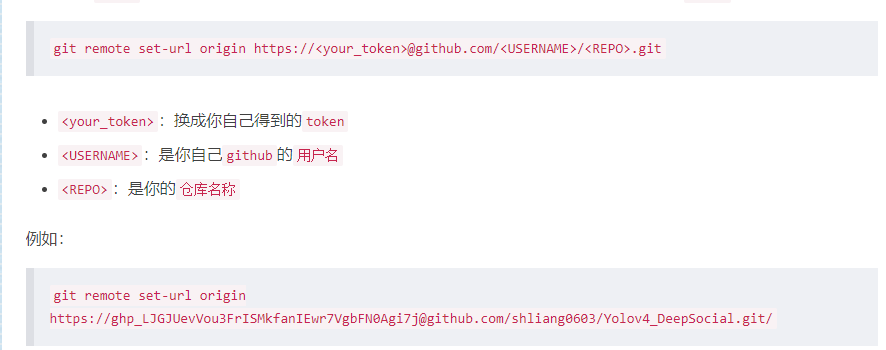 git remote set-url origin https://<your_token>@github.com/<USERNAME>/<REPO>.git
<your_token>：换成你自己得到的 token
<USERNAME>：是你自己 github 的 用户名
<REPO>：是你的 仓库名称
例如：
git remote set-url origin
https://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@github.com/shliang0603/Yolov4_DeepSocial.git/